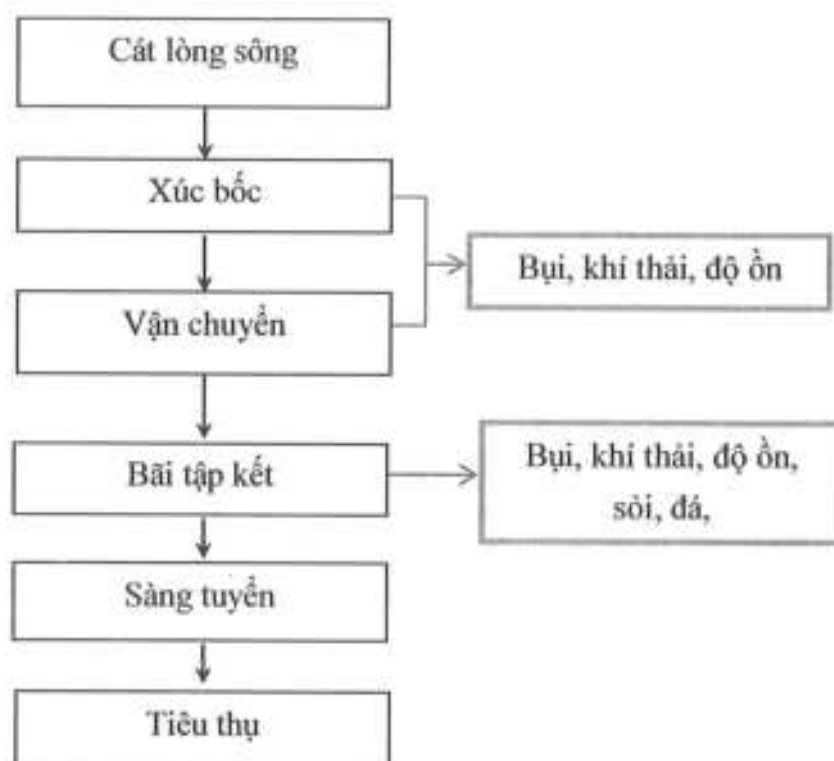 Cát lòng sông
Xúc bốc
Bụi, khí thải, độ ồn
Vận chuyển
Bãi tập kết
Bụi, khí thải, độ ồn,
sỏi, đá,
Sàng tuyển
Tiêu thụ